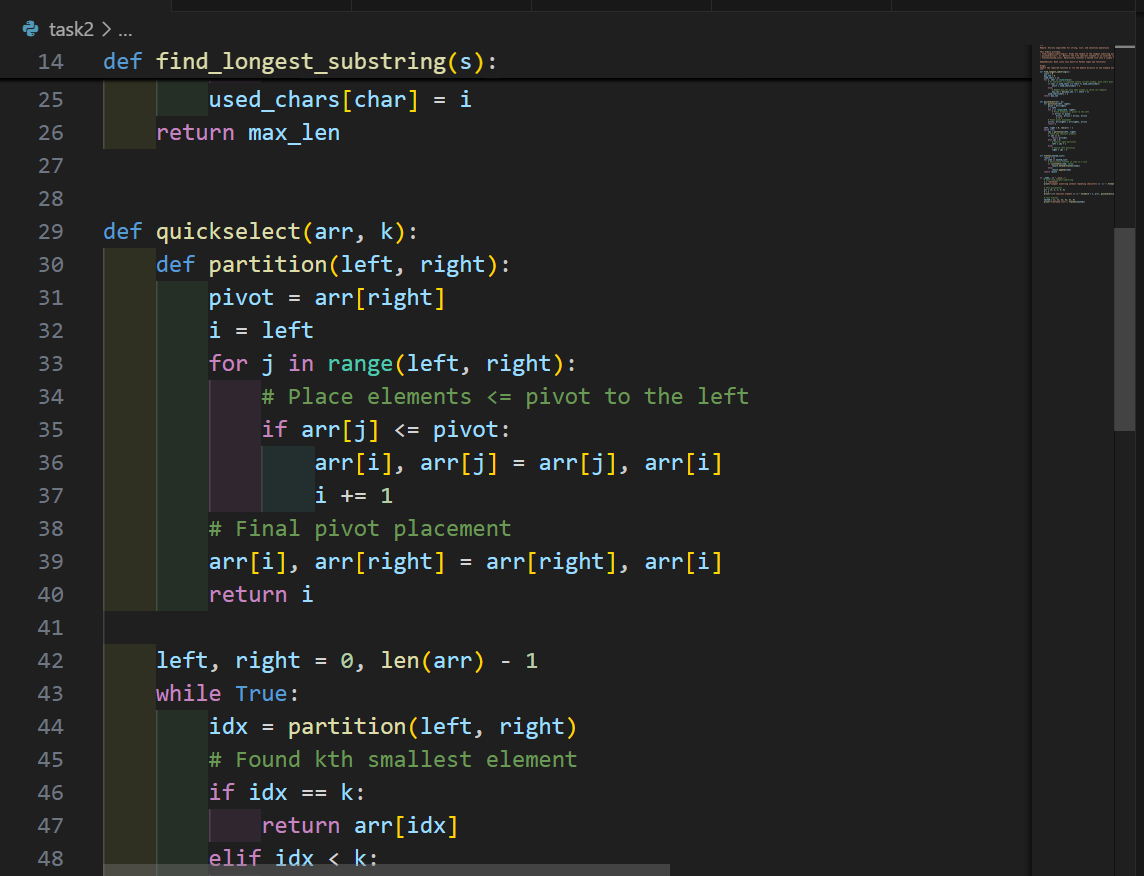 task2 > ...
14 def find_longest_substring(s):
25         used_chars[char] = i
26     return max_len
27
28
29 def quickselect(arr, k):
30     def partition(left, right):
31         pivot = arr[right]
32         i = left
33         for j in range(left, right):
34             # Place elements <= pivot to the left
35             if arr[j] <= pivot:
36                 arr[i], arr[j] = arr[j], arr[i]
37                 i += 1
38         # Final pivot placement
39         arr[i], arr[right] = arr[right], arr[i]
40         return i
41
42     left, right = 0, len(arr) - 1
43     while True:
44         idx = partition(left, right)
45         # Found kth smallest element
46         if idx == k:
47             return arr[idx]
48         elif idx < k: